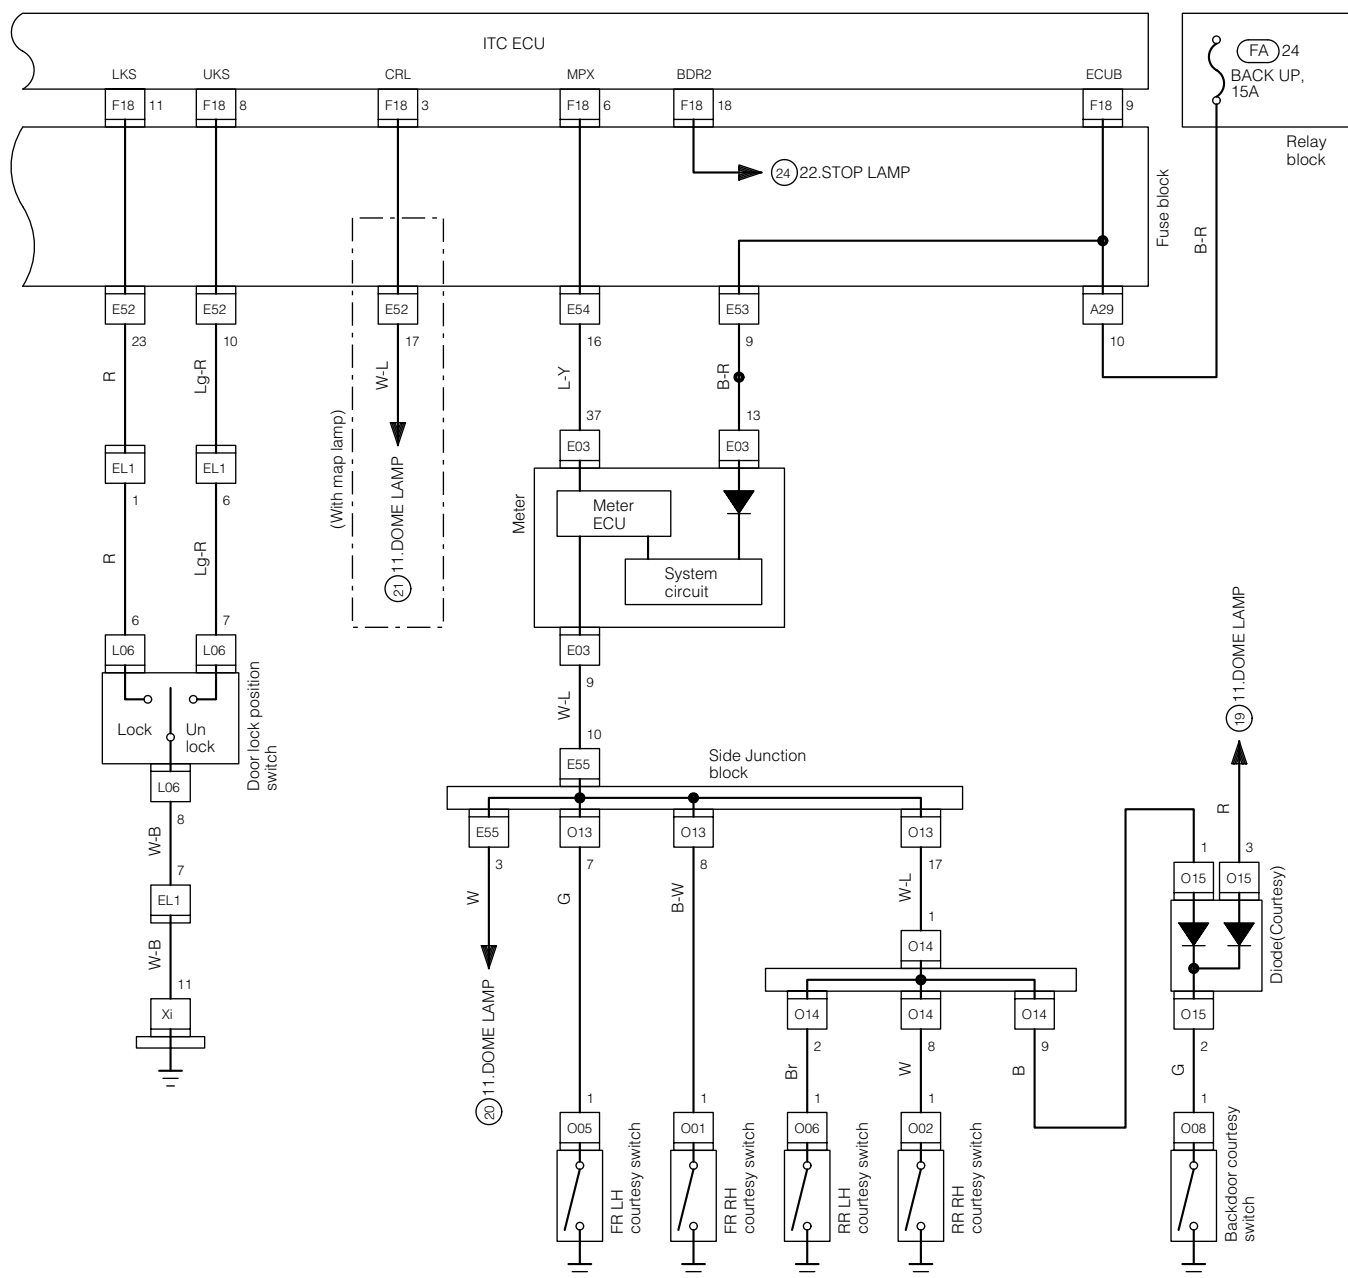 ITC ECU
LKS
UKS
CRL
MPX
BDR2
ECUB
F18 11
F18 8
F18 3
F18 6
F18 18
F18 9
FA 24
BACK UP,
15A
Relay
block
24 22.STOP LAMP
Fuse block
B-R
E52
E52
E52
E54
E53
A29
23
10
17
16
9
10
R
Lg-R
W-L
L-Y
B-R
(With map lamp)
21 11.DOME LAMP
37
13
EL1
EL1
E03
E03
1
6
R
Lg-R
Meter
Meter
ECU
System
circuit
6
7
L06
L06
E03
9
Lock
Un
lock
Door lock position
switch
W-L
10
19 11.DOME LAMP
L06
E55
Side Junction
block
8
W-B
7
E55
O13
O13
O13
3
7
8
17
W
G
B-W
W-L
R
1
3
O15
O15
Diode(Courtesy)
EL1
W-B
11
1
O14
20 11.DOME LAMP
Xi
O14
O14
O14
O15
2
8
9
2
Br
W
B
G
1
1
1
1
1
O05
O01
O06
O02
O08
FR LH
courtesy switch
FR RH
courtesy switch
RR LH
courtesy switch
RR RH
courtesy switch
Backdoor courtesy
switch